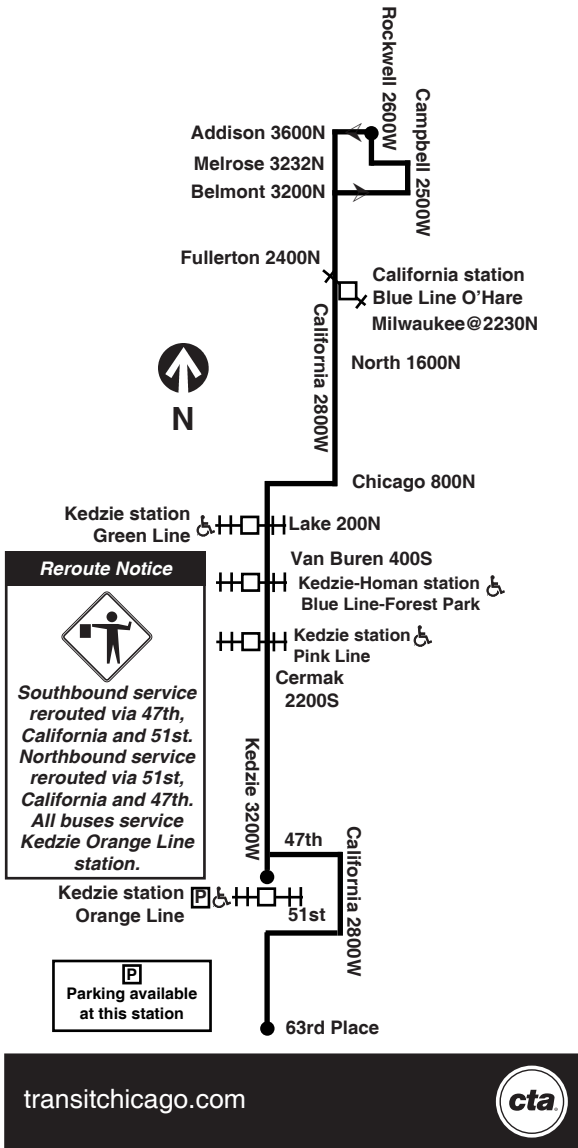 Rockwell 2600W
Campbell 2500W
Addison 3600N
Melrose 3232N
Belmont 3200N
Fullerton 2400N
California station
Blue Line O'Hare
Milwaukee@2230N
California 2800W
North 1600N
N
Chicago 800N
Kedzie station
Green Line
Lake 200N
Van Buren 400S
Kedzie-Homan station
Blue Line-Forest Park
Kedzie station
Pink Line
Cermak
2200S
Reroute Notice
Southbound service
rerouted via 47th,
California and 51st.
Northbound service
rerouted via 51st,
California and 47th.
All buses service
Kedzie Orange Line
station.
Kedzie 3200W
47th
California 2800W
Kedzie station P
Orange Line
51st
P
Parking available
at this station
63rd Place
transitchicago.com
cta